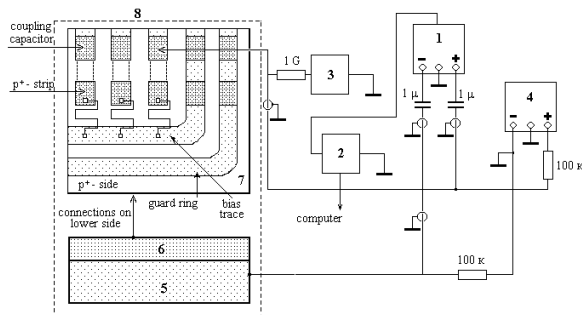 8
coupling
capacitor
p+- strip
p+- side
7
connections on
lower side
guard ring
bias
trace
6
5
1 G
3
1
- +
1 µ
1 µ
2
computer
4
- +
100 к
100 к